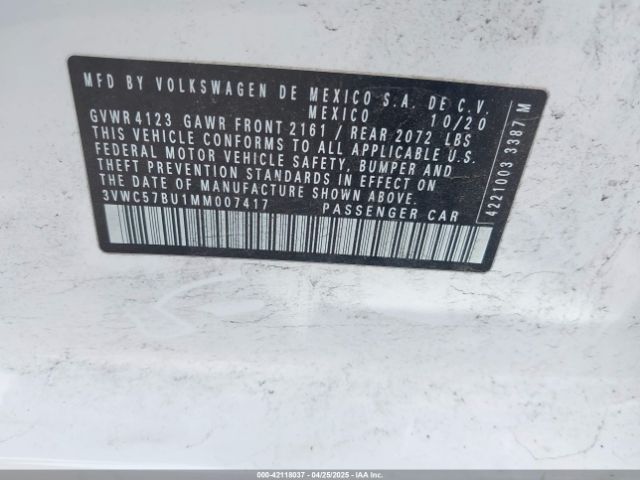 MFD BY VOLKSWAGEN DE MEXICO S.A. DE C.V.
MEXICO 10/20
GVWR 4123 GAWR FRONT 2161 / REAR 2072 LBS
THIS VEHICLE CONFORMS TO ALL APPLICABLE U.S.
FEDERAL MOTOR VEHICLE SAFETY, BUMPER AND
THEFT PREVENTION STANDARDS IN EFFECT ON
THE DATE OF MANUFACTURE SHOWN ABOVE.
3VWC57BU1MM007417 PASSENGER CAR
4221003 3387 M
000-42118037 - 04/25/2025 - IAA Inc.